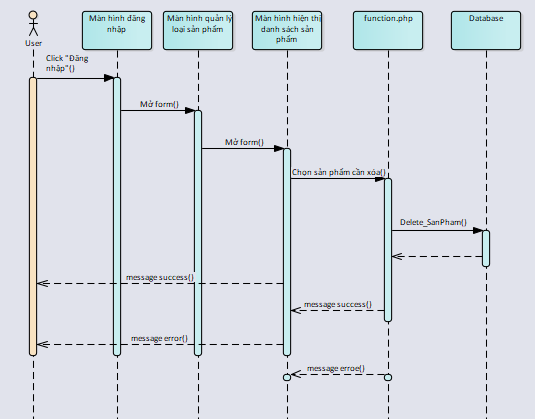 User
Màn hình đăng
nhập
Màn hình quản lý
loại sản phẩm
Màn hình hiện thị
danh sách sản
phẩm
function.php
Database
Click "Đăng
nhập"()
Mở form()
Mở form()
Chọn sản phẩm cần xóa()
Delete_SanPham()
message success()
message success()
message error()
message erroe()